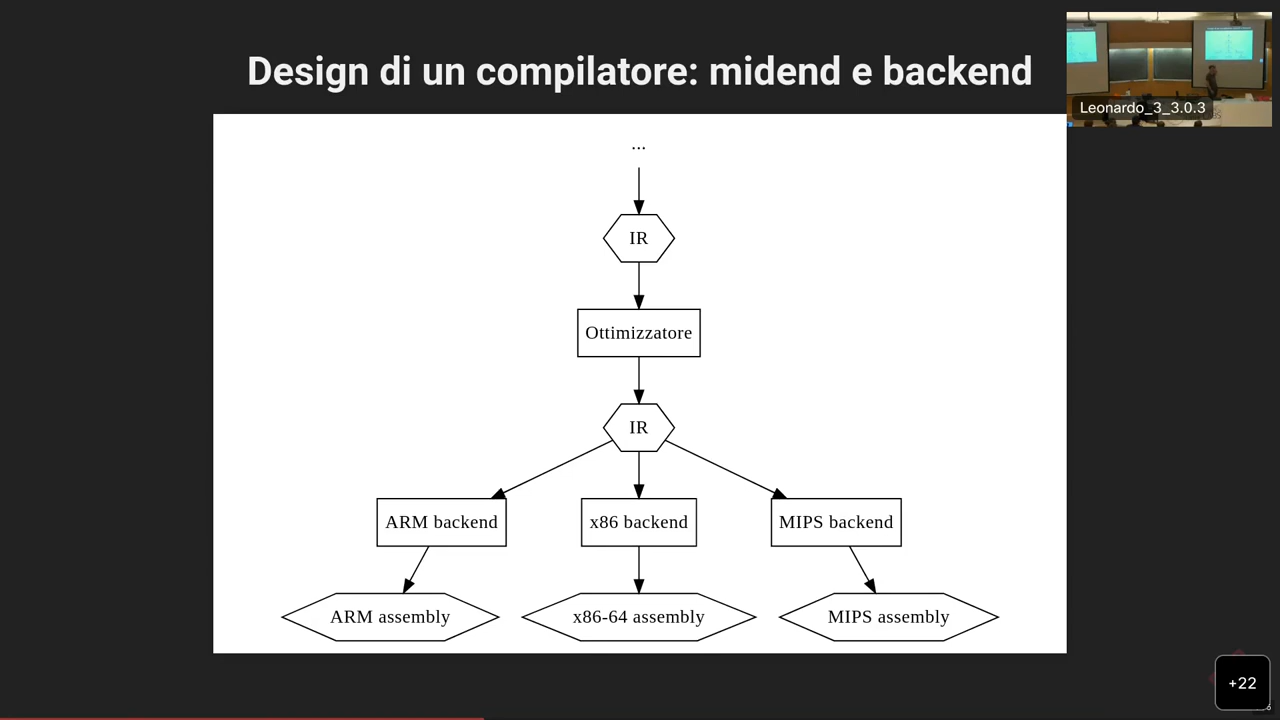 Design di un compilatore: midend e backend
Leonardo_3_3.0.3
...
IR
Ottimizzatore
IR
ARM backend
x86 backend
MIPS backend
ARM assembly
x86-64 assembly
MIPS assembly
+22